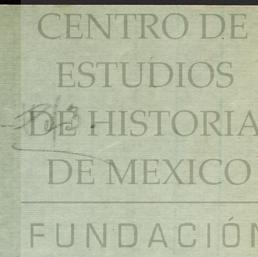 CENTRO DE
ESTUDIOS
DE HISTORIA
DE MEXICO
FUNDACIÓN